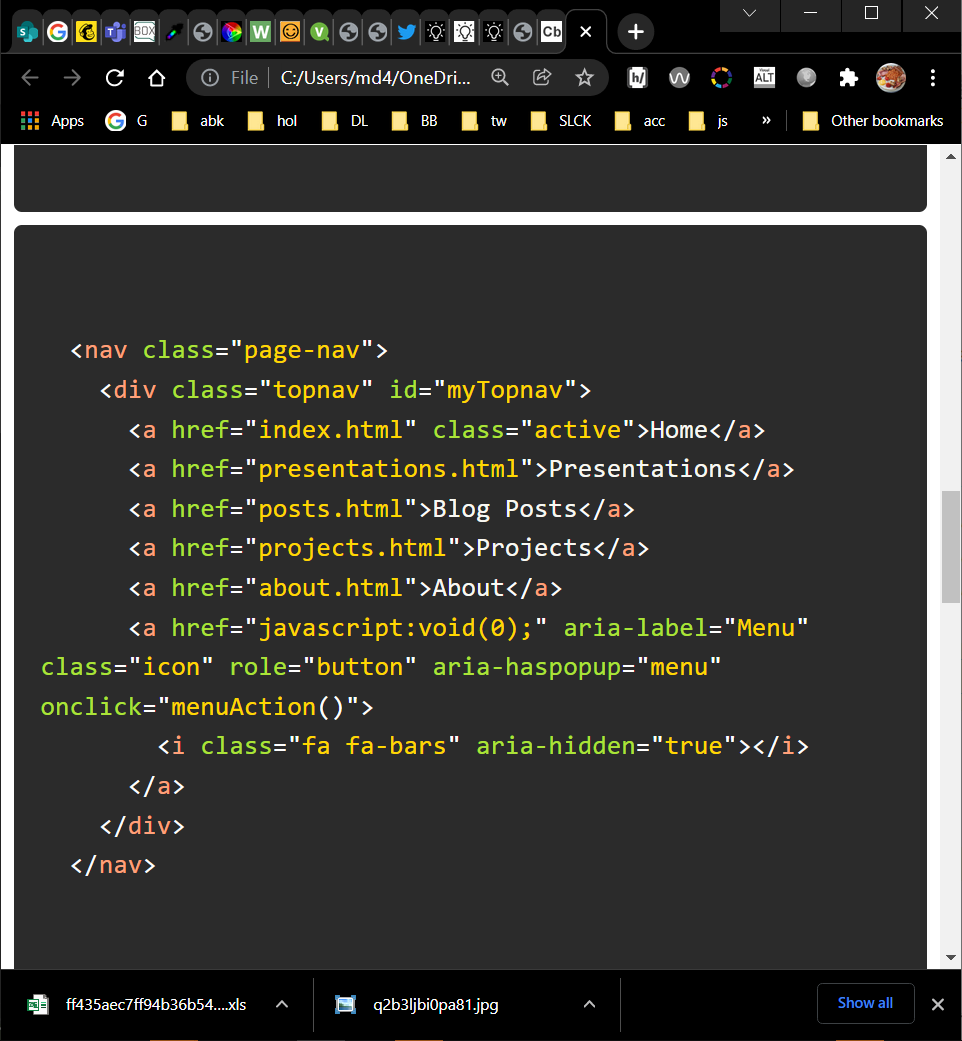 S BOX W V Cb
File C:/Users/md4/OneDri... h/ ALT
Apps G abk hol DL BB tw SLCK acc js » Other bookmarks
<nav class="page-nav">
<div class="topnav" id="myTopnav">
<a href="index.html" class="active">Home</a>
<a href="presentations.html">Presentations</a>
<a href="posts.html">Blog Posts</a>
<a href="projects.html">Projects</a>
<a href="about.html">About</a>
<a href="javascript:void(0);" aria-label="Menu"
class="icon" role="button" aria-haspopup="menu"
onclick="menuAction()">
<i class="fa fa-bars" aria-hidden="true"></i>
</a>
</div>
</nav>
ff435aec7ff94b36b54....xls q2b3ljbi0pa81.jpg Show all